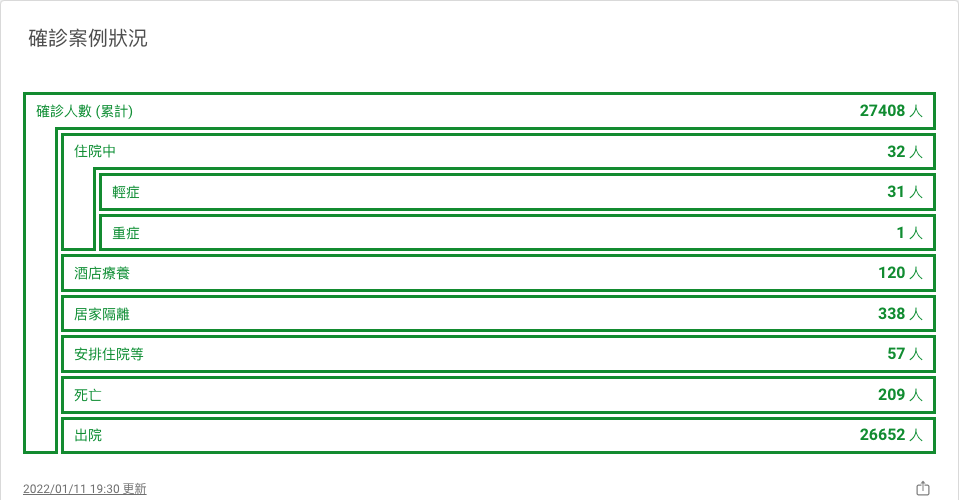 確診案例狀況
確診人數 (累計) 27408 人
住院中 32 人
輕症 31 人
重症 1 人
酒店療養 120 人
居家隔離 338 人
安排住院等 57 人
死亡 209 人
出院 26652 人
2022/01/11 19:30 更新